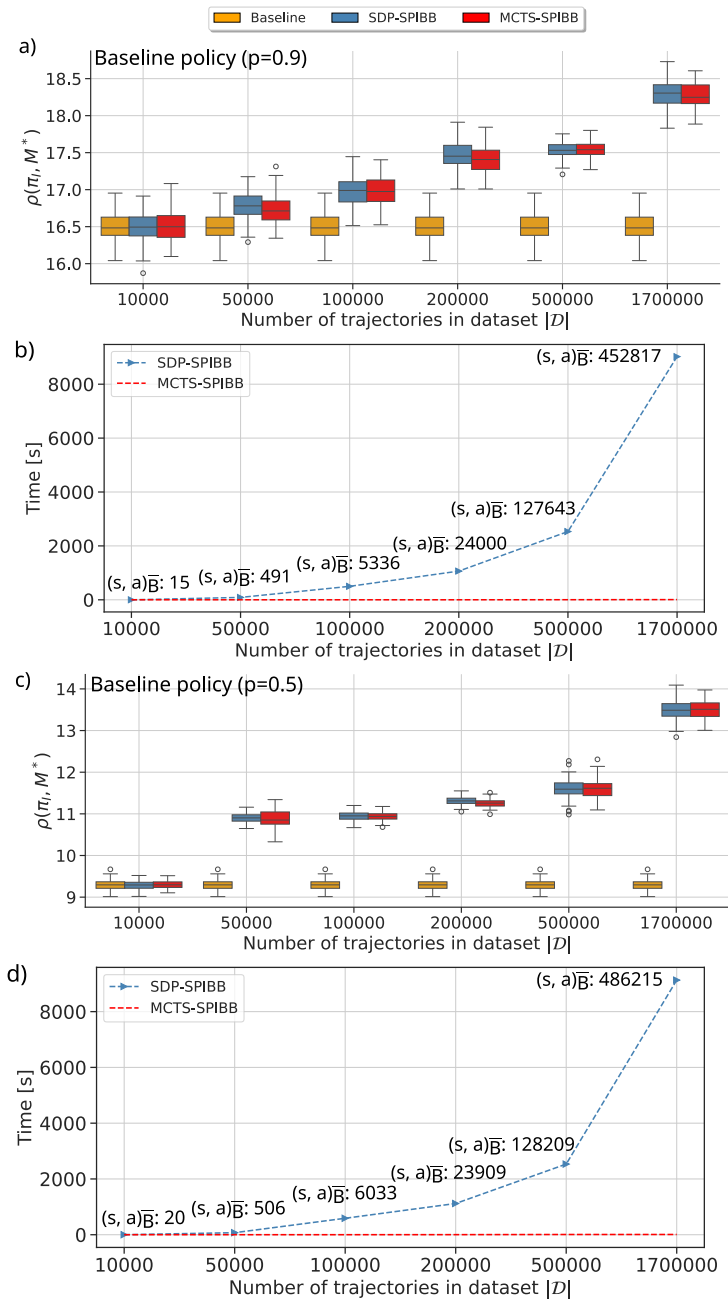 Baseline SDP-SPIBB MCTS-SPIBB
a) Baseline policy (p=0.9)
18.5
18.0
17.5
17.0
16.5
16.0
ρ(π_I, M*)
10000 50000 100000 200000 500000 1700000
Number of trajectories in dataset |𝒟|
b)
SDP-SPIBB
MCTS-SPIBB
8000
6000
4000
2000
0
Time [s]
(s, a)B̅: 452817
(s, a)B̅: 127643
(s, a)B̅: 24000
(s, a)B̅: 5336
(s, a)B̅: 491
(s, a)B̅: 15
10000 50000 100000 200000 500000 1700000
Number of trajectories in dataset |𝒟|
c) Baseline policy (p=0.5)
14
13
12
11
10
9
ρ(π_I, M*)
10000 50000 100000 200000 500000 1700000
Number of trajectories in dataset |𝒟|
d)
SDP-SPIBB
MCTS-SPIBB
8000
6000
4000
2000
0
Time [s]
(s, a)B̅: 486215
(s, a)B̅: 128209
(s, a)B̅: 23909
(s, a)B̅: 6033
(s, a)B̅: 506
(s, a)B̅: 20
10000 50000 100000 200000 500000 1700000
Number of trajectories in dataset |𝒟|